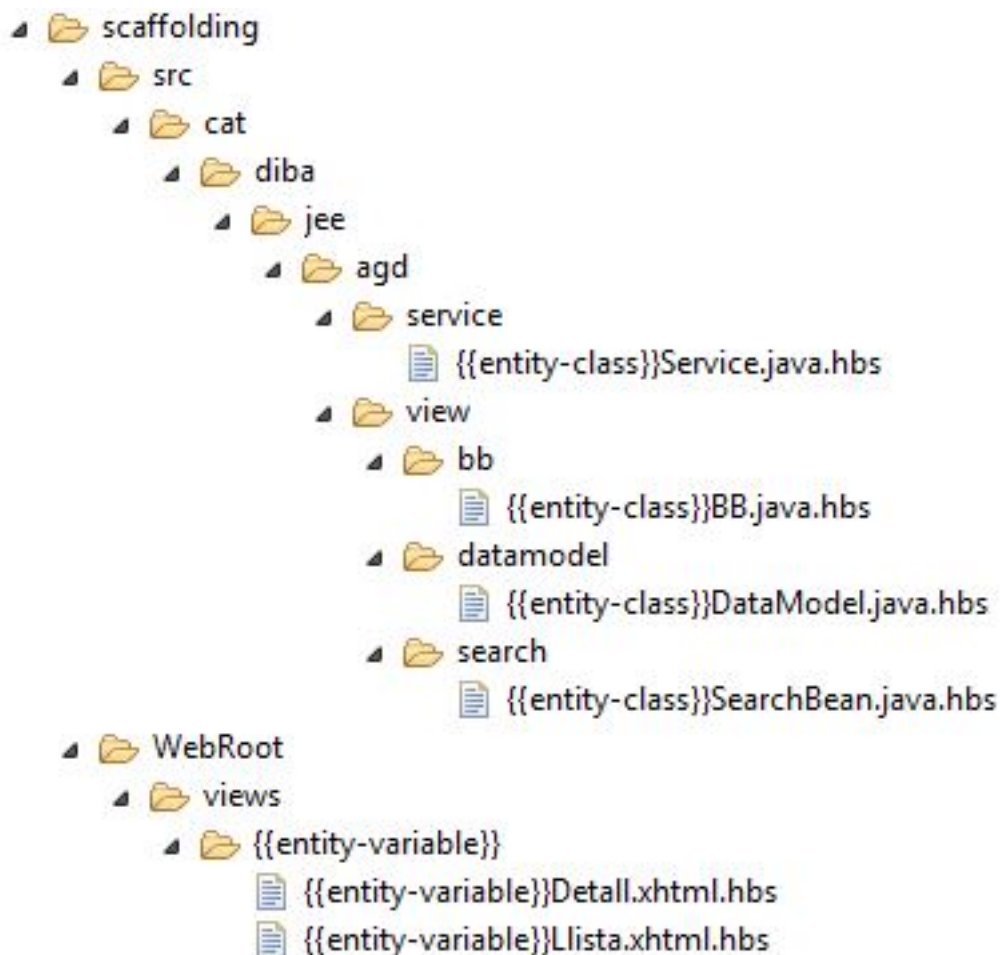 scaffolding
src
cat
diba
jee
agd
service
{{entity-class}}Service.java.hbs
view
bb
{{entity-class}}BB.java.hbs
datamodel
{{entity-class}}DataModel.java.hbs
search
{{entity-class}}SearchBean.java.hbs
WebRoot
views
{{entity-variable}}
{{entity-variable}}Detall.xhtml.hbs
{{entity-variable}}Llista.xhtml.hbs